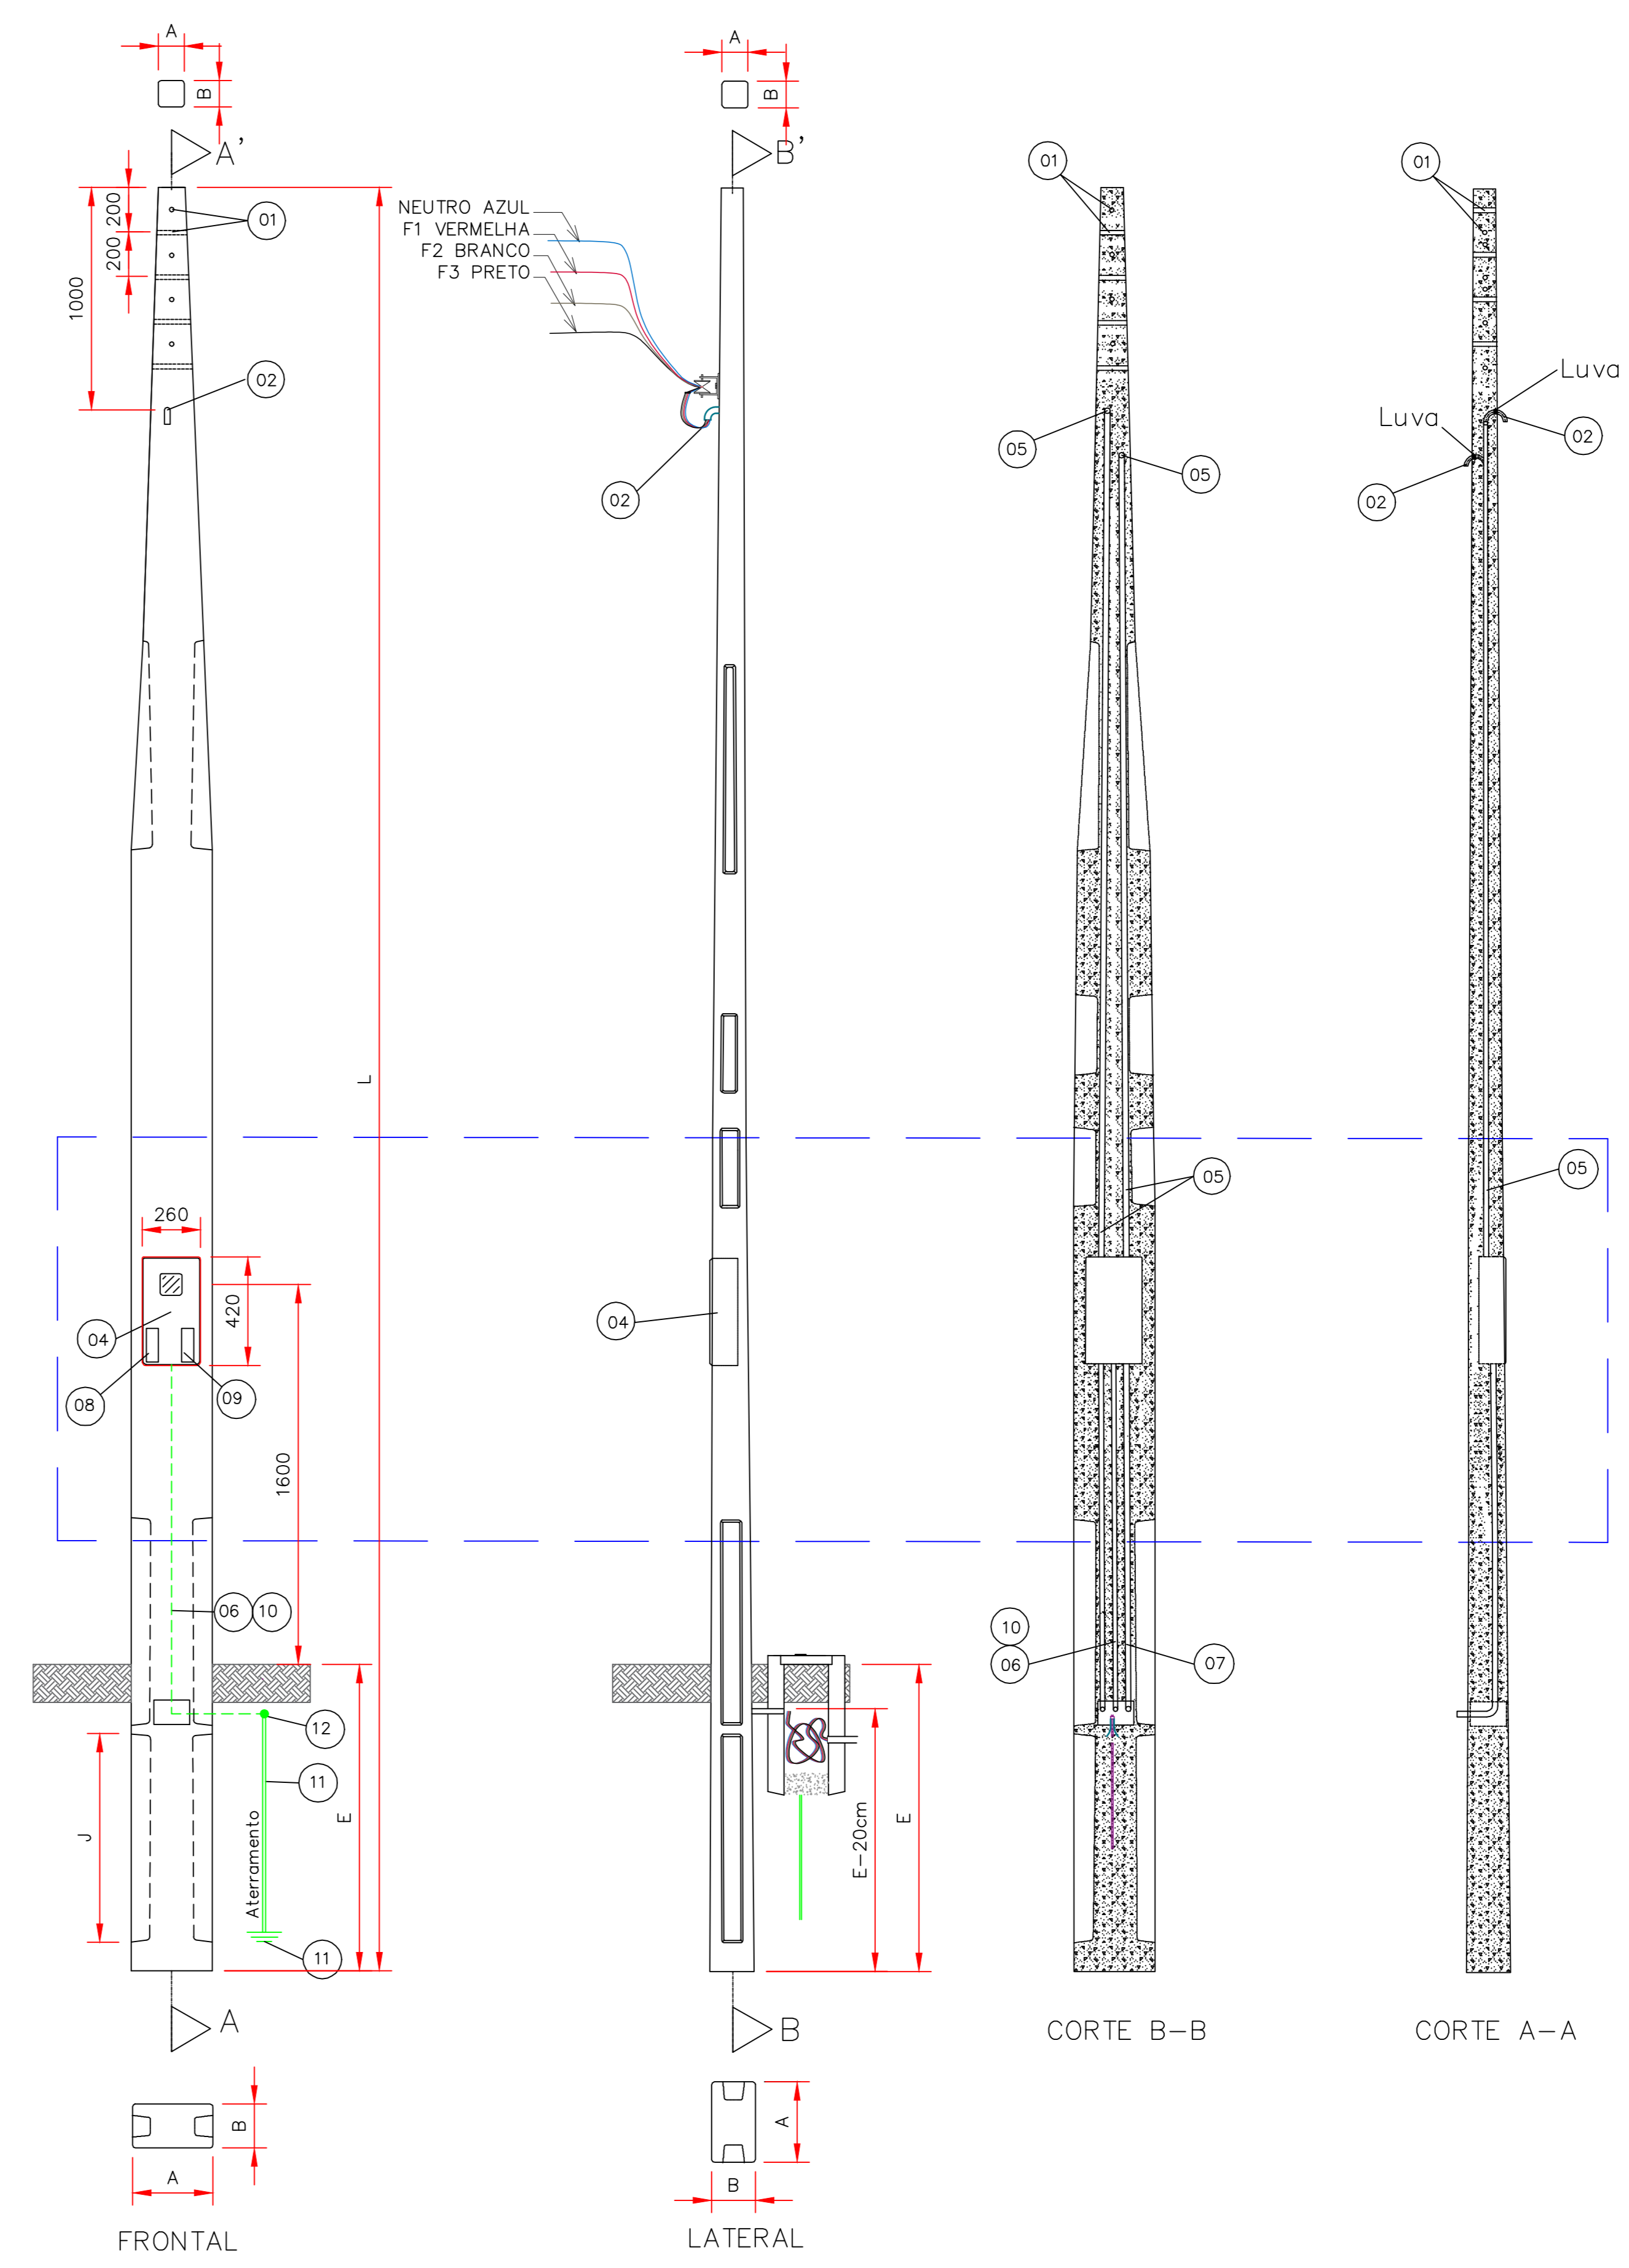 A
B
A'
200
200
1000
01
02
L
260
420
04
08
09
1600
06
10
12
11
Aterramento
11
J
E
A
B
A
FRONTAL
A
B
B'
NEUTRO AZUL
F1 VERMELHA
F2 BRANCO
F3 PRETO
02
04
E-20cm
E
B
A
B
LATERAL
01
05
05
05
10
06
07
CORTE B-B
01
Luva
Luva
02
02
05
CORTE A-A